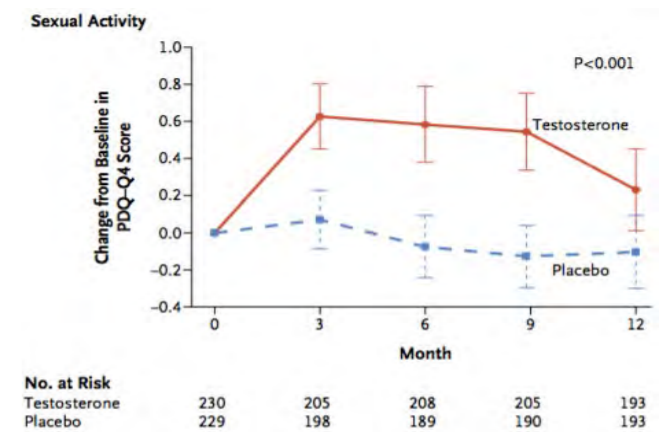 Sexual Activity
1.0
P<0.001
0.8
0.6
Testosterone
0.4
0.2
0.0
−0.2
Placebo
−0.4
Change from Baseline in
PDQ–Q4 Score
0 3 6 9 12
Month
No. at Risk
Testosterone 230 205 208 205 193
Placebo 229 198 189 190 193